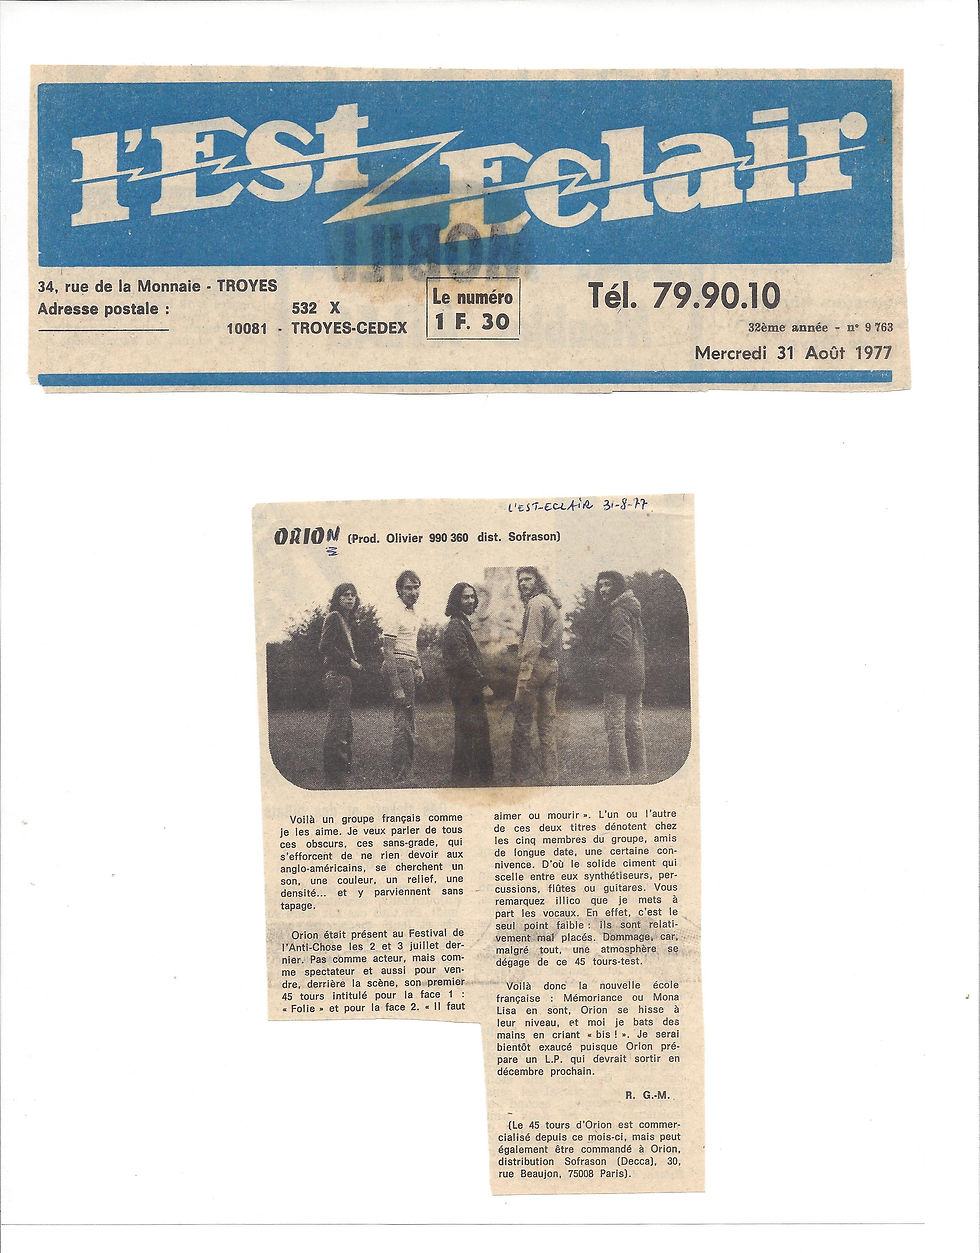 l'Est Eclair
34, rue de la Monnaie - TROYES
Adresse postale :
532 X
10081 - TROYES-CEDEX
Le numéro
1 F. 30
Tél. 79.90.10
32ème année - n° 9 763
Mercredi 31 Août 1977
L'EST-ECLAIR 31-8-77
ORION (Prod. Olivier 990 360 dist. Sofrason)
Voilà un groupe français comme
je les aime. Je veux parler de tous
ces obscurs, ces sans-grade, qui
s'efforcent de ne rien devoir aux
anglo-américains, se cherchent un
son, une couleur, un relief, une
densité... et y parviennent sans
tapage.
Orion était présent au Festival de
l'Anti-Chose les 2 et 3 juillet der-
nier. Pas comme acteur, mais com-
me spectateur et aussi pour ven-
dre, derrière la scène, son premier
45 tours intitulé pour la face 1 :
« Folie » et pour la face 2. « Il faut
aimer ou mourir ». L'un ou l'autre
de ces deux titres dénotent chez
les cinq membres du groupe, amis
de longue date, une certaine con-
nivence. D'où le solide ciment qui
scelle entre eux synthétiseurs, per-
cussions, flûtes ou guitares. Vous
remarquez illico que je mets à
part les vocaux. En effet, c'est le
seul point faible : ils sont relati-
vement mal placés. Dommage, car,
malgré tout, une atmosphère se
dégage de ce 45 tours-test.
Voilà donc la nouvelle école
française : Mémoriance ou Mona
Lisa en sont, Orion se hisse à
leur niveau, et moi je bats des
mains en criant « bis ! ». Je serai
bientôt exaucé puisque Orion pré-
pare un L.P. qui devrait sortir en
décembre prochain.
R. G.-M.
(Le 45 tours d'Orion est commer-
cialisé depuis ce mois-ci, mais peut
également être commandé à Orion,
distribution Sofrason (Decca), 30,
rue Beaujon, 75008 Paris).